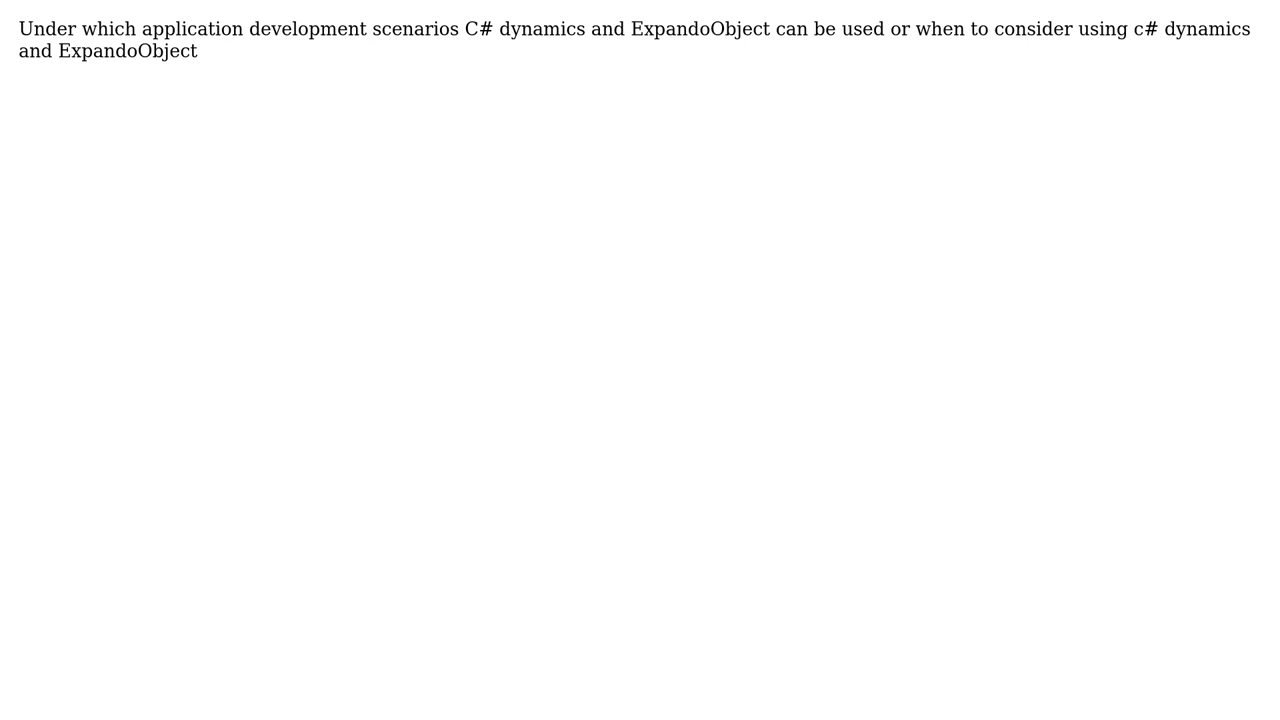 Under which application development scenarios C# dynamics and ExpandoObject can be used or when to consider using c# dynamics
and ExpandoObject